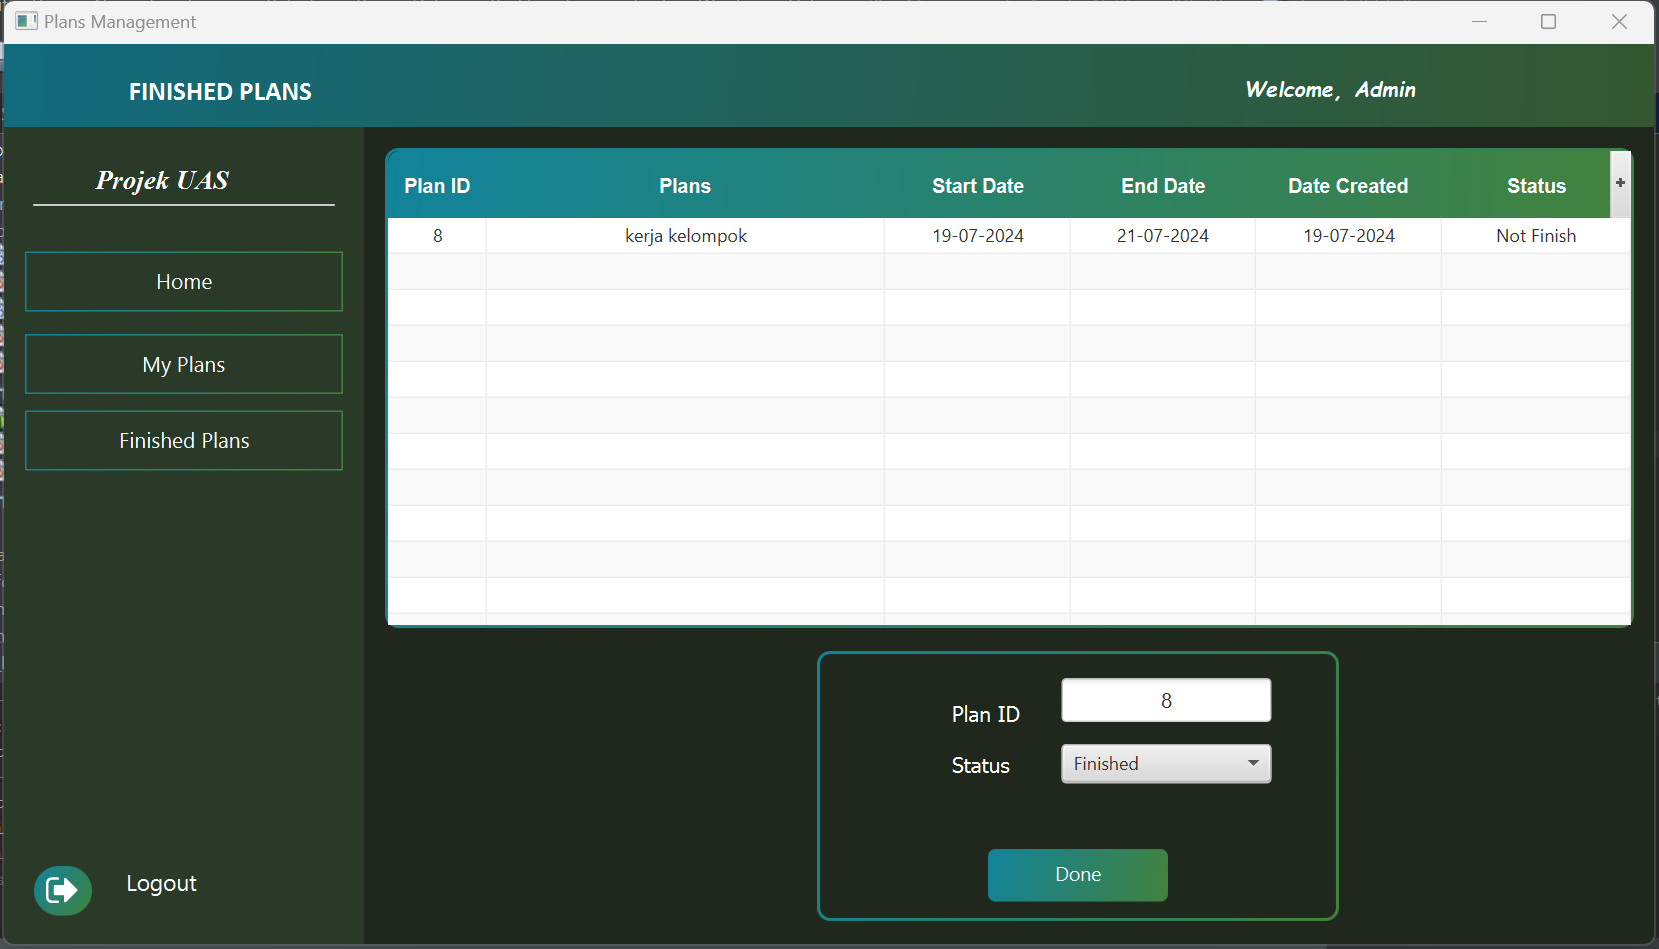 Plans Management
FINISHED PLANS
Welcome, Admin
Projek UAS
Home
My Plans
Finished Plans
Logout
Plan ID Plans Start Date End Date Date Created Status +
8 kerja kelompok 19-07-2024 21-07-2024 19-07-2024 Not Finish
Plan ID 8
Status Finished
Done